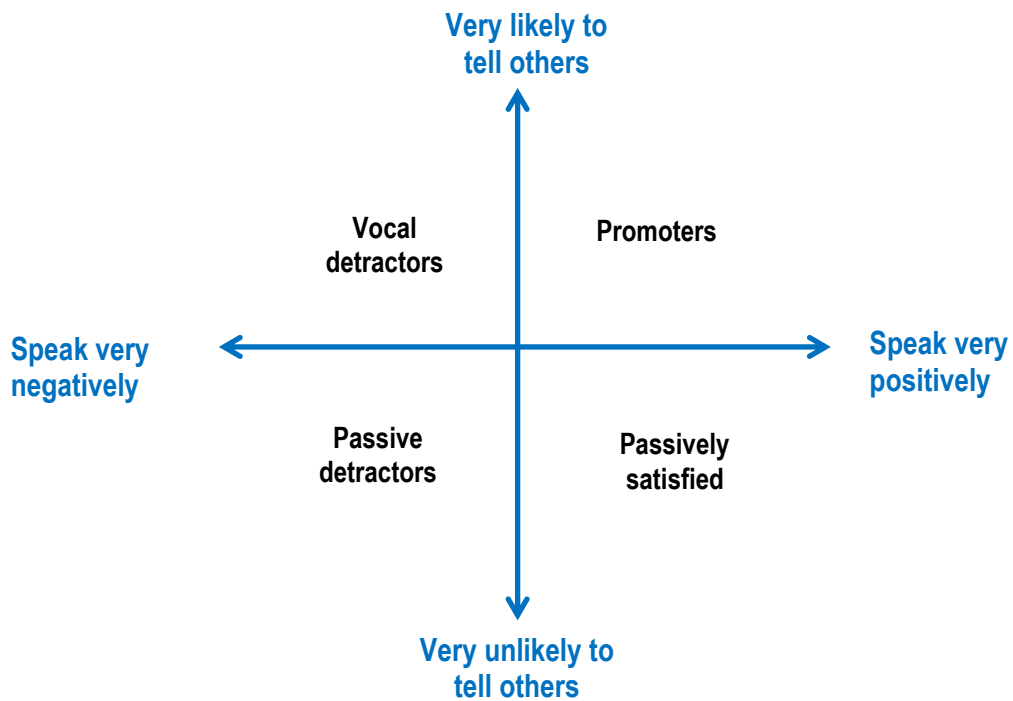 Very likely to
tell others
Vocal
detractors
Promoters
Speak very
negatively
Speak very
positively
Passive
detractors
Passively
satisfied
Very unlikely to
tell others